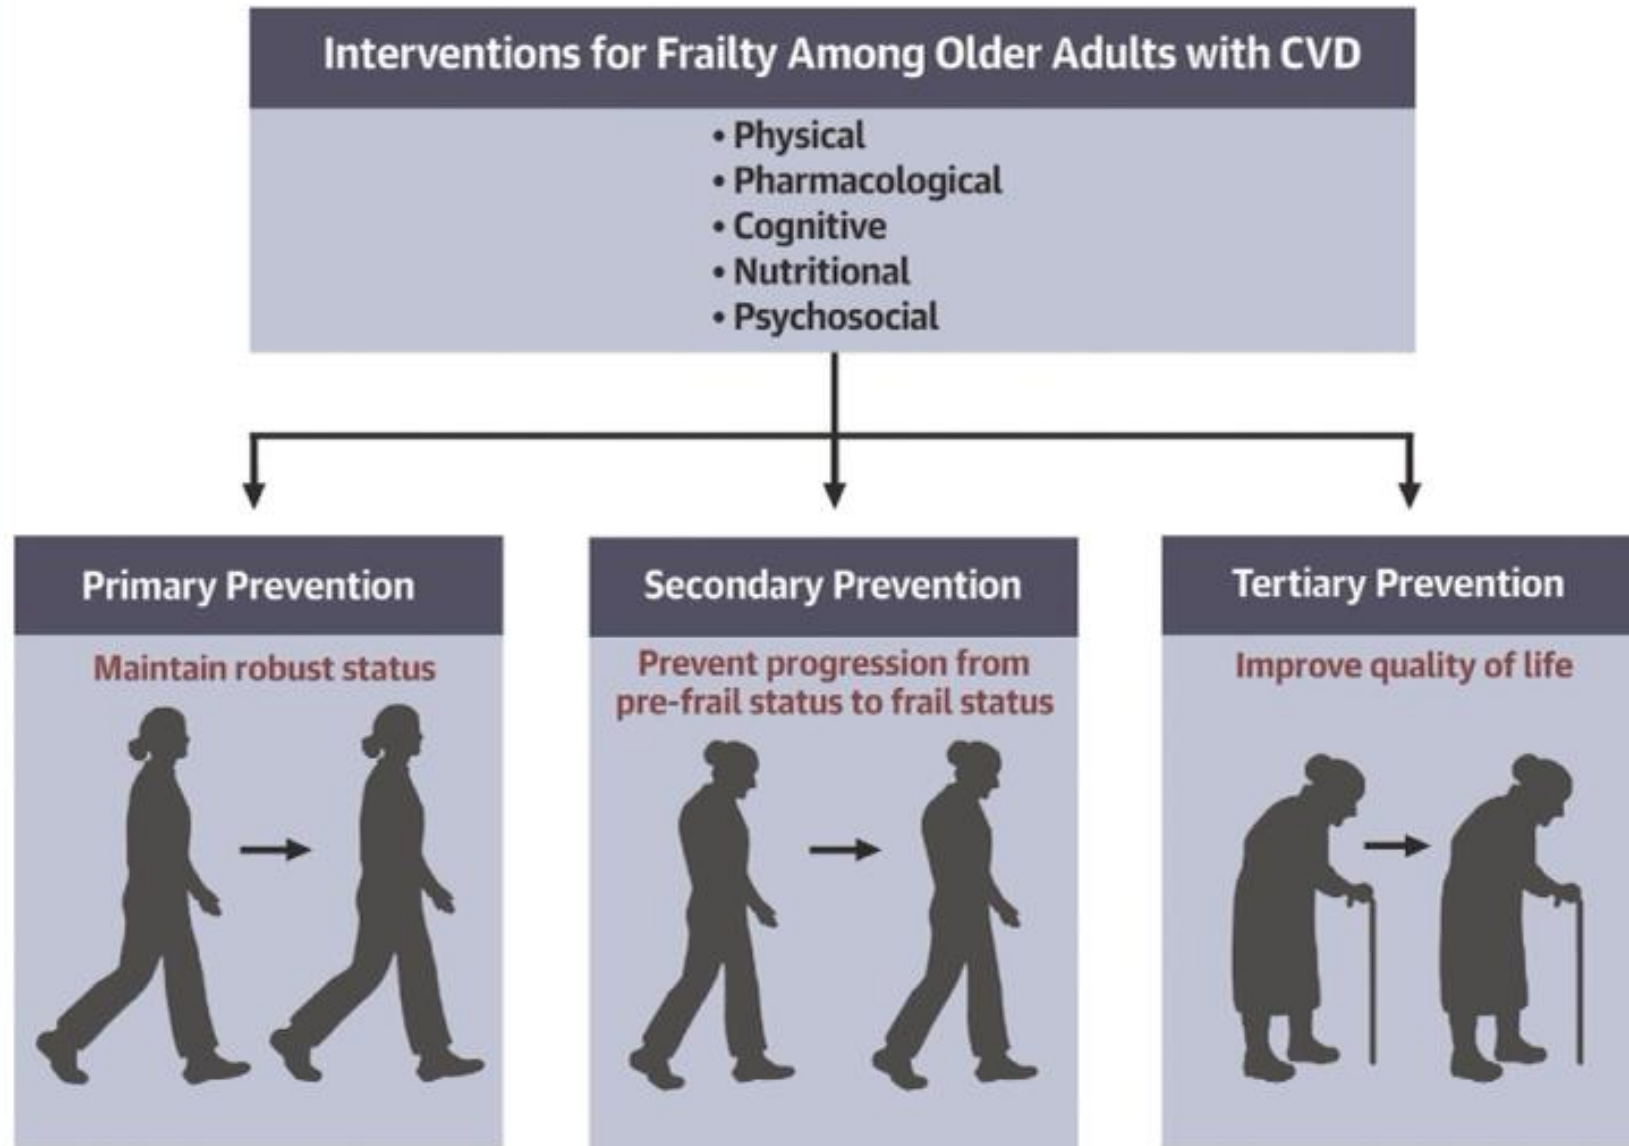 Interventions for Frailty Among Older Adults with CVD
• Physical
• Pharmacological
• Cognitive
• Nutritional
• Psychosocial
Primary Prevention
Maintain robust status
Secondary Prevention
Prevent progression from
pre-frail status to frail status
Tertiary Prevention
Improve quality of life